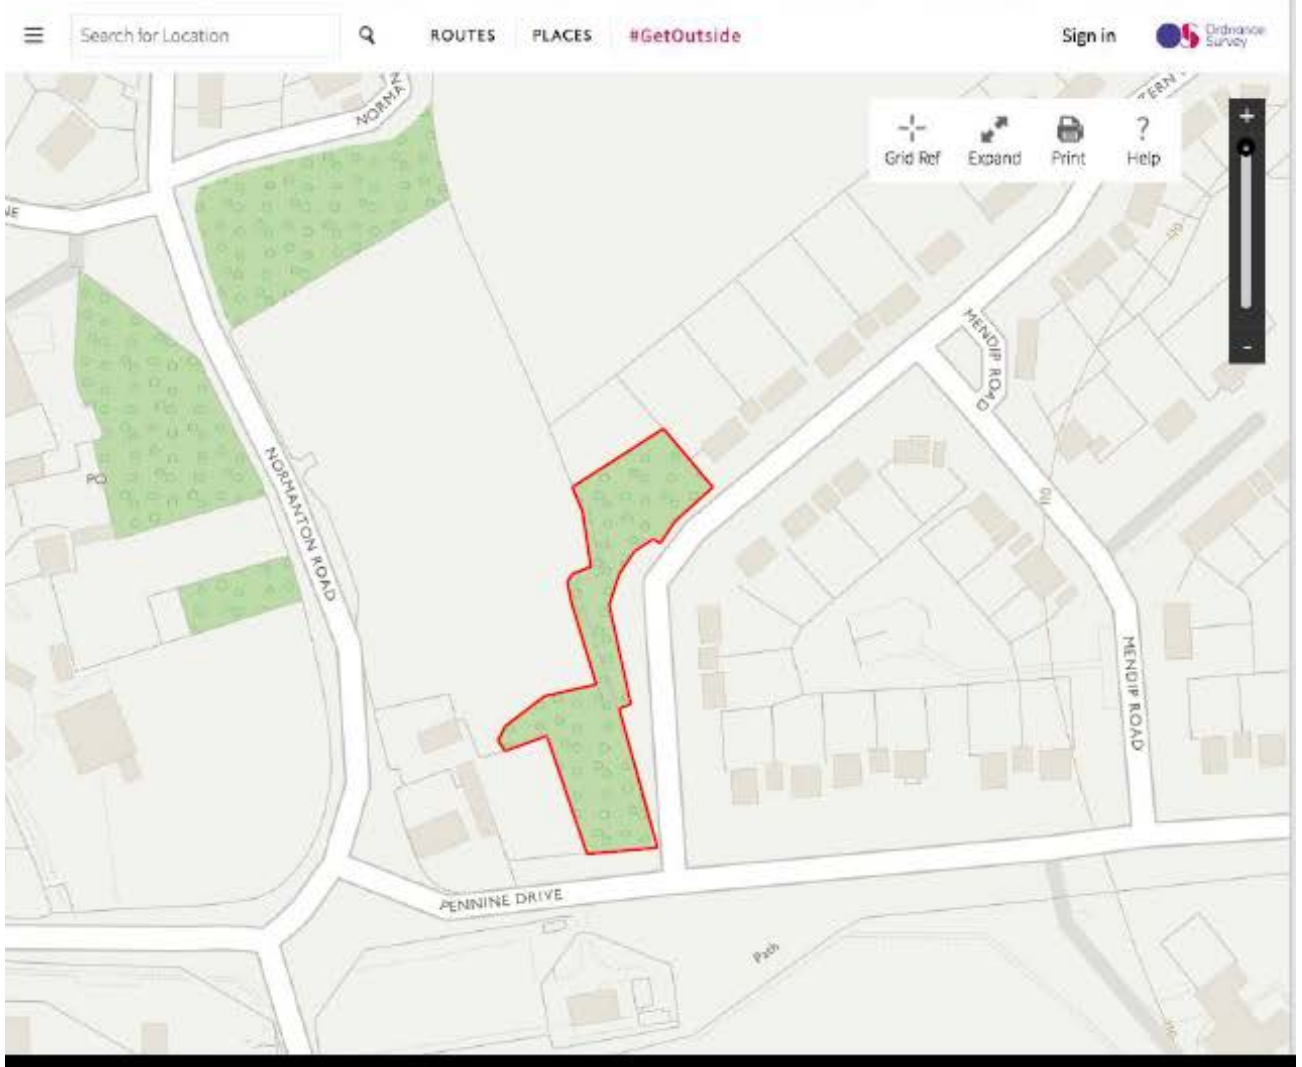 Search for Location
ROUTES
PLACES
#GetOutside
Sign in
OS
Ordnance
Survey
Grid Ref
Expand
Print
Help
+
-
NORMANTON ROAD
PO
MENDIP ROAD
MENDIP ROAD
PENNINE DRIVE
Path